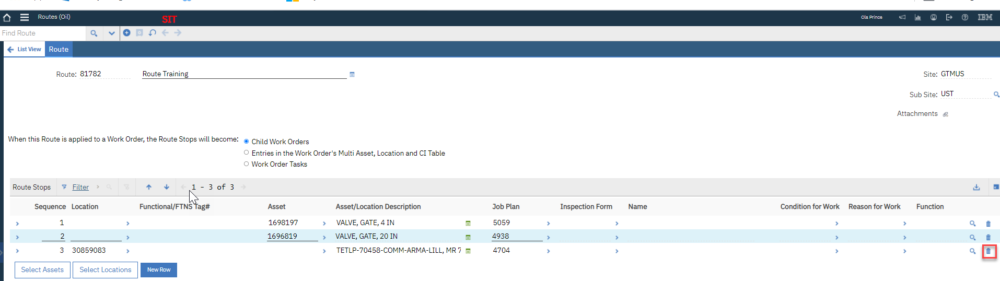 Routes (Oil)
SIT
Ola Prince
IBM
Find Route
List View
Route
Route: 81782
Route Training
Site: GTMUS
Sub Site: UST
Attachments
When this Route is applied to a Work Order, the Route Stops will become:
Child Work Orders
Entries in the Work Order's Multi Asset, Location and CI Table
Work Order Tasks
Route Stops Filter 1 - 3 of 3
Sequence Location Functional/FTNS Tag# Asset Asset/Location Description Job Plan Inspection Form Name Condition for Work Reason for Work Function
1 1698197 VALVE, GATE, 4 IN 5059
2 1696819 VALVE, GATE, 20 IN 4938
3 30859083 TETLP-70458-COMM-ARMA-LILL, MR 7 4704
Select Assets Select Locations New Row